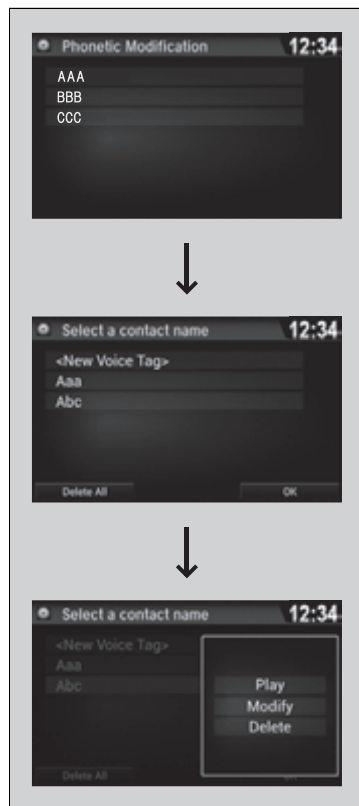 Phonetic Modification 12:34
AAA
BBB
CCC
Select a contact name 12:34
<New Voice Tag>
Aaa
Abc
Delete All OK
Select a contact name 12:34
<New Voice Tag>
Aaa
Abc
Play
Modify
Delete
Delete All